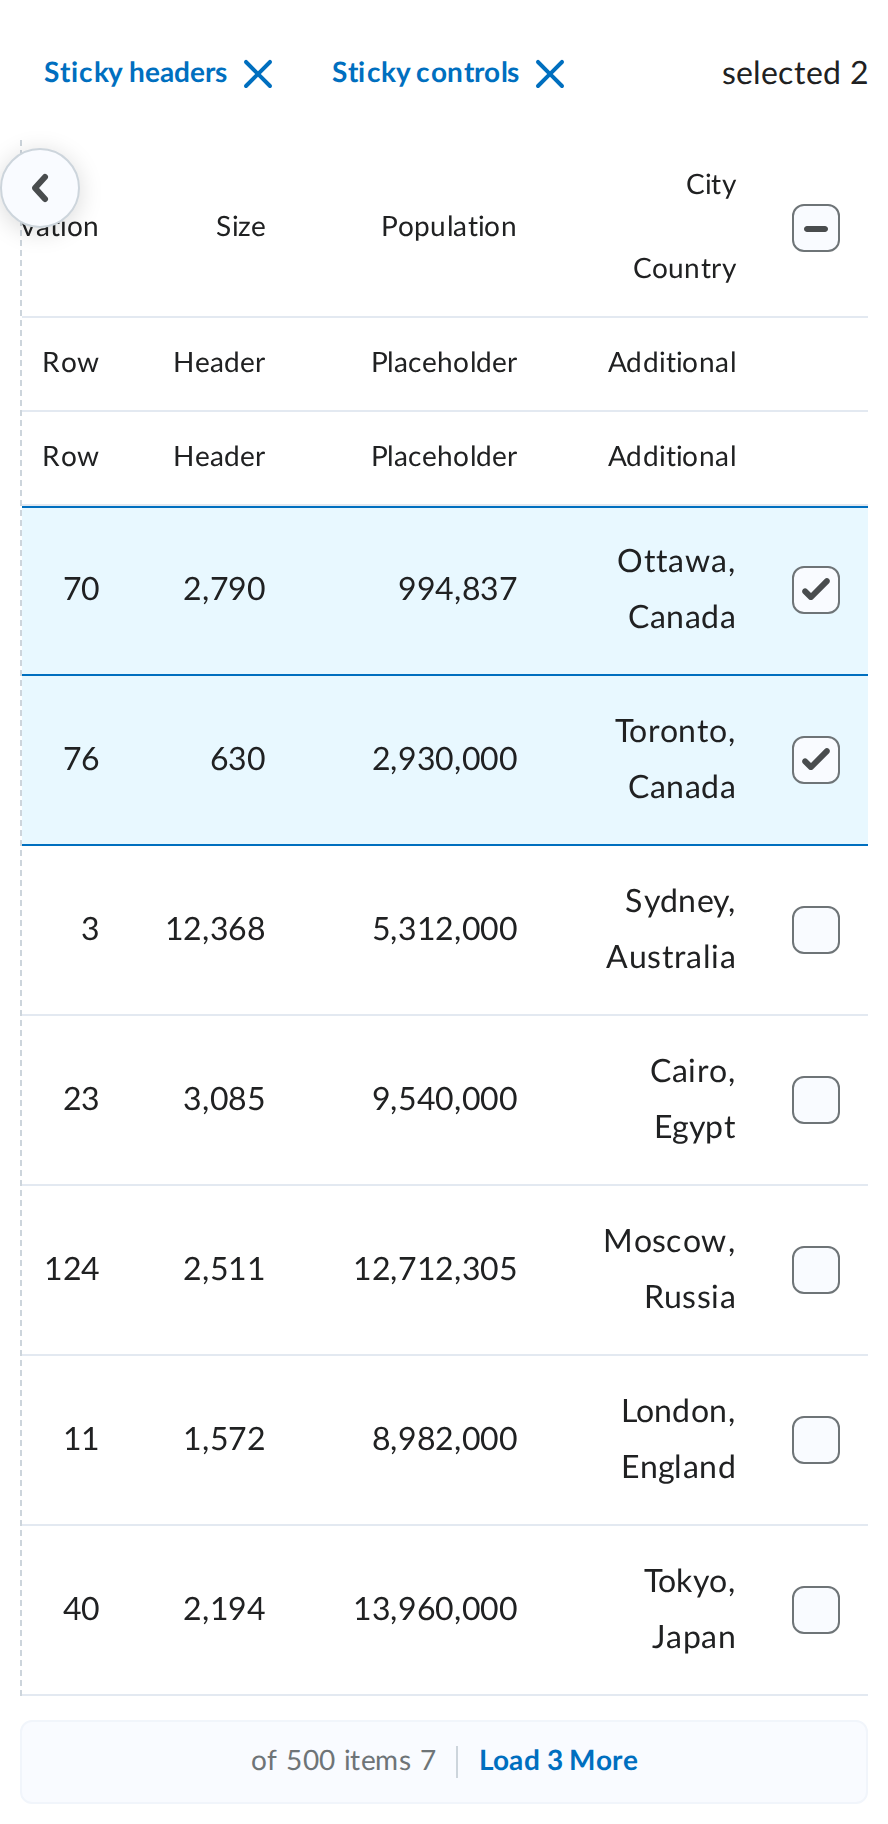 Sticky headers Sticky controls selected 2
City
vation Size Population
Country
Row Header Placeholder Additional
Row Header Placeholder Additional
70 2,790 994,837 Ottawa,
Canada
76 630 2,930,000 Toronto,
Canada
3 12,368 5,312,000 Sydney,
Australia
23 3,085 9,540,000 Cairo,
Egypt
124 2,511 12,712,305 Moscow,
Russia
11 1,572 8,982,000 London,
England
40 2,194 13,960,000 Tokyo,
Japan
of 500 items 7 Load 3 More